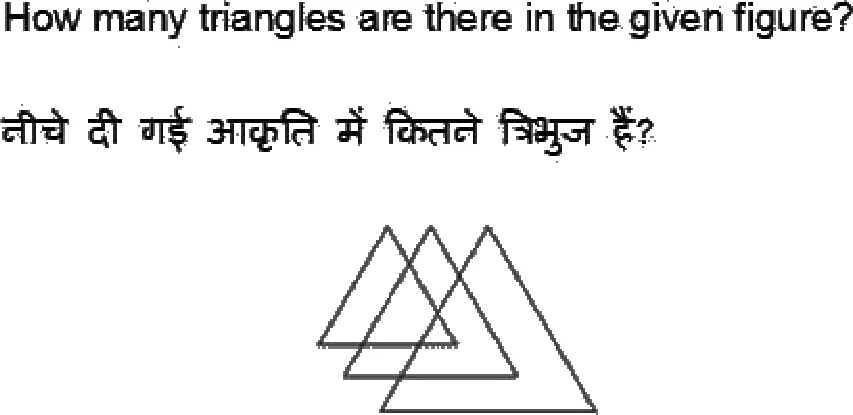 How many triangles are there in the given figure?
नीचे दी गई आकृति में कितने त्रिभुज हैं?